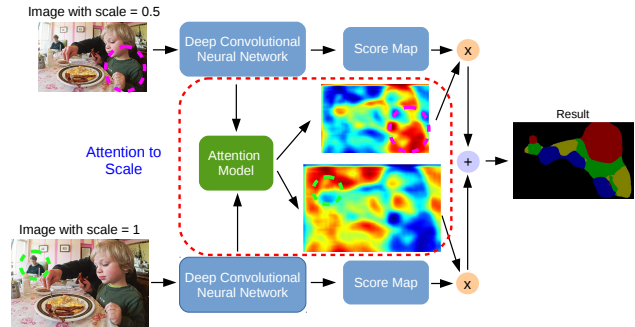 Image with scale = 0.5
Deep Convolutional
Neural Network
Score Map
x
Attention to
Scale
Attention
Model
Result
+
Image with scale = 1
Deep Convolutional
Neural Network
Score Map
x